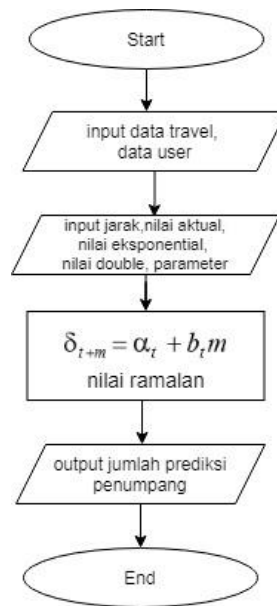 Start
input data travel,
data user
input jarak,nilai aktual,
nilai eksponential,
nilai double, parameter
δₜ₊ₘ = αₜ + bₜm
nilai ramalan
output jumlah prediksi
penumpang
End